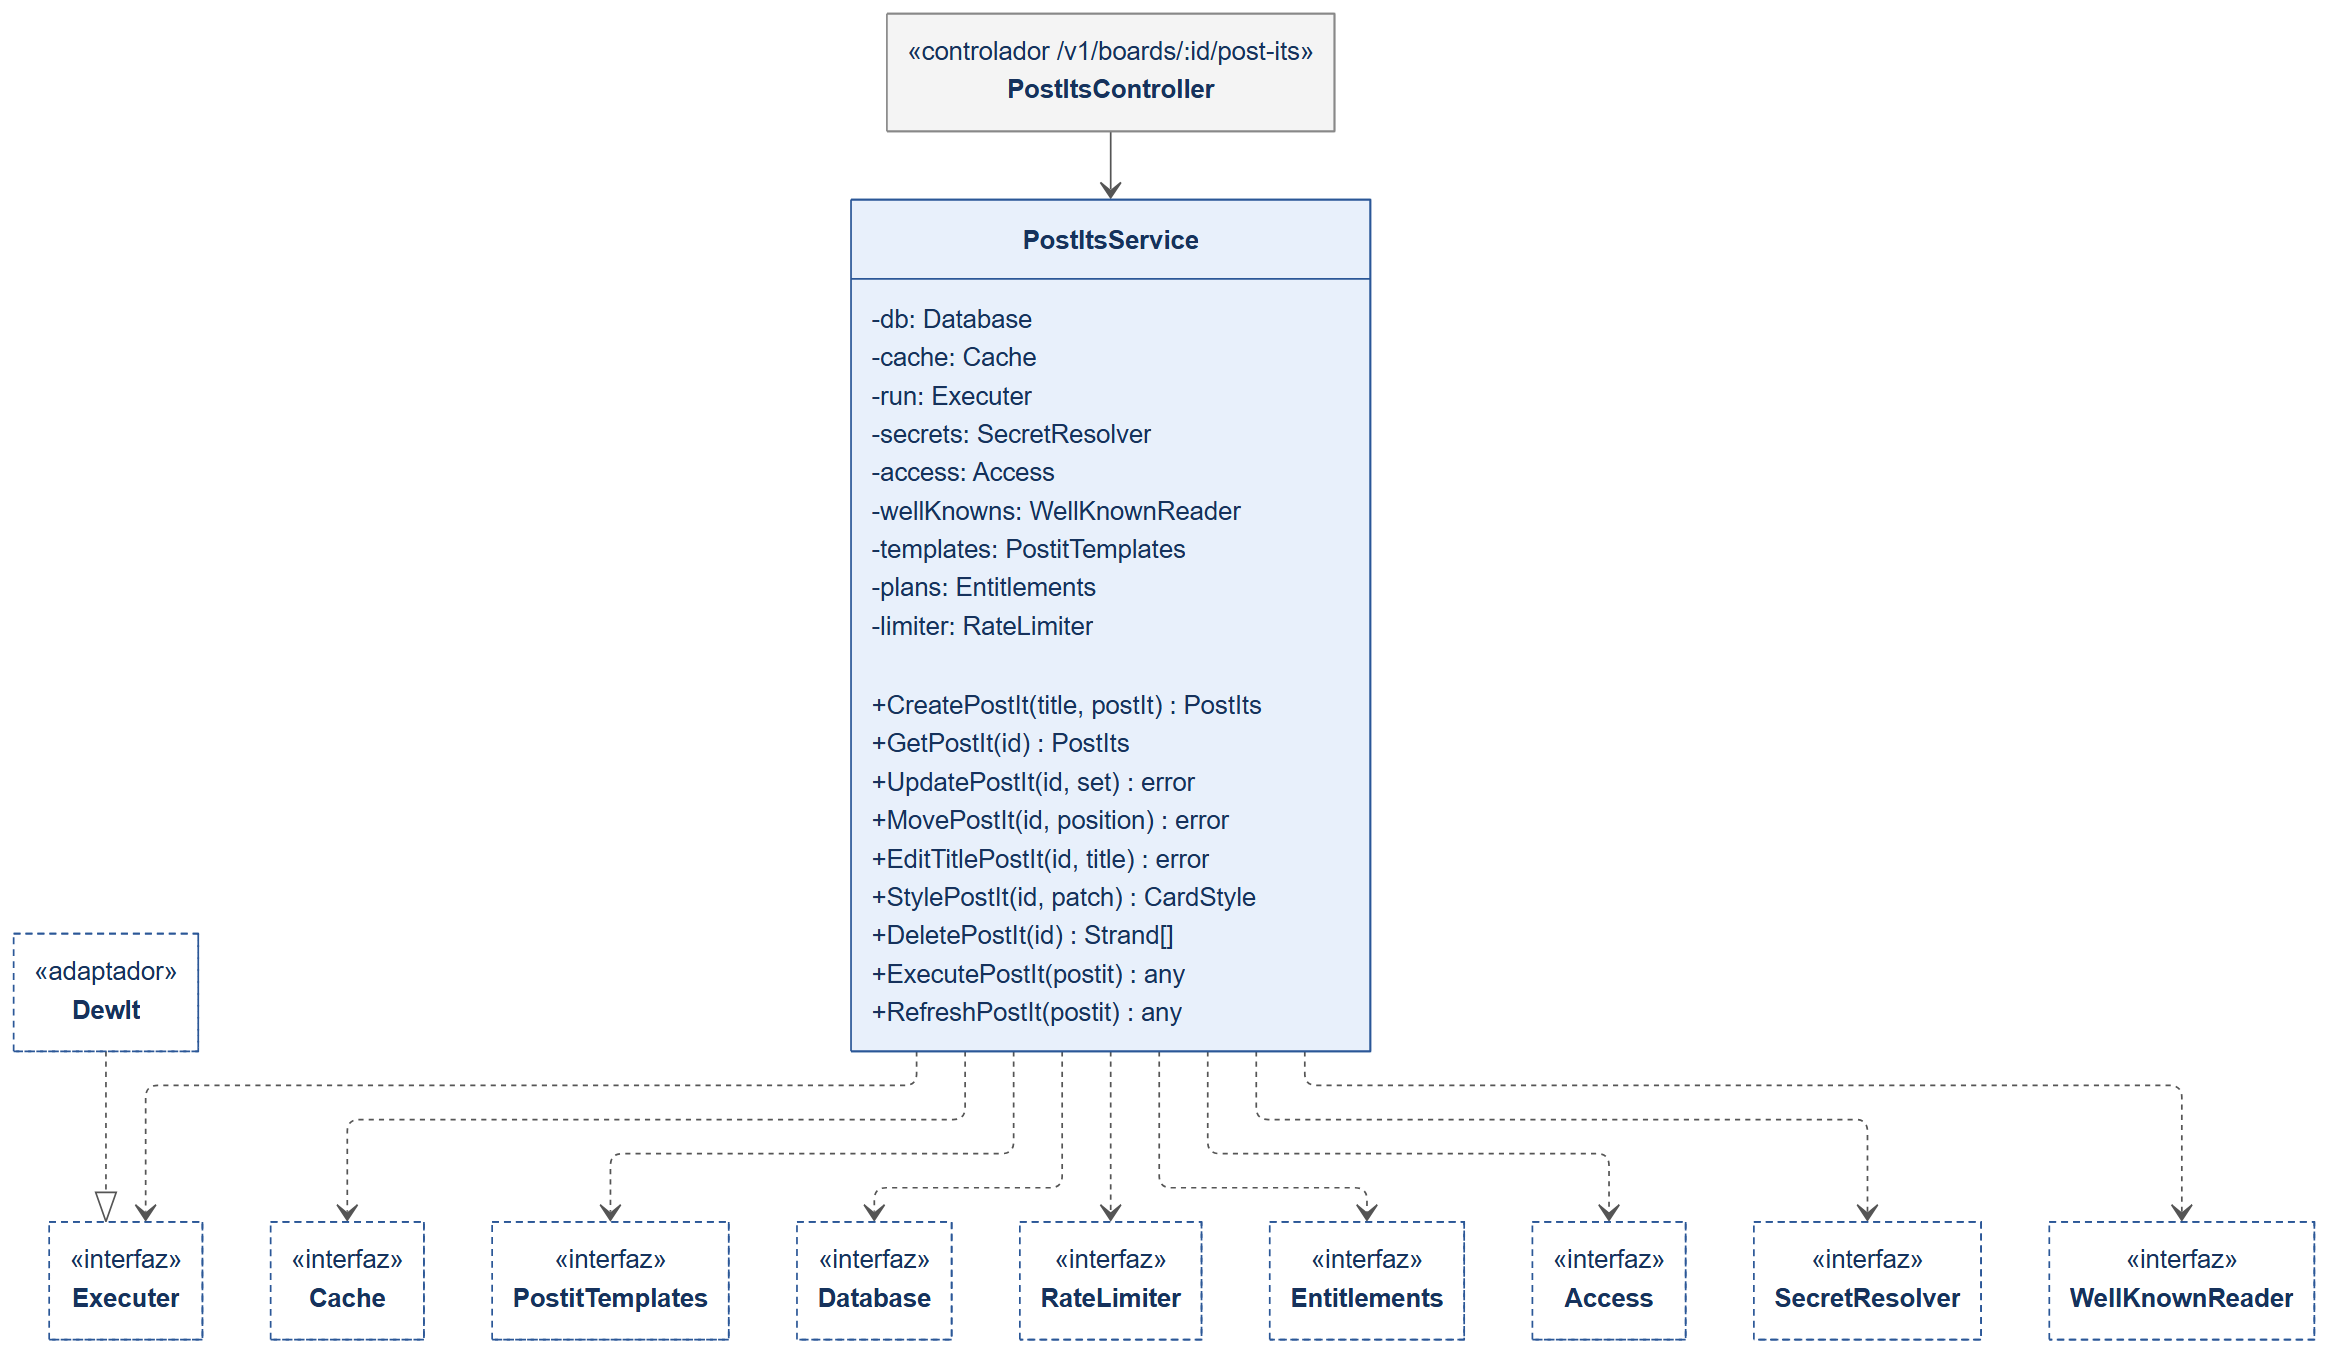 «controlador /v1/boards/:id/post-its»
PostItsController
PostItsService
-db: Database
-cache: Cache
-run: Executer
-secrets: SecretResolver
-access: Access
-wellKnowns: WellKnownReader
-templates: PostitTemplates
-plans: Entitlements
-limiter: RateLimiter
+CreatePostIt(title, postIt) : PostIts
+GetPostIt(id) : PostIts
+UpdatePostIt(id, set) : error
+MovePostIt(id, position) : error
+EditTitlePostIt(id, title) : error
+StylePostIt(id, patch) : CardStyle
+DeletePostIt(id) : Strand[]
+ExecutePostIt(postit) : any
+RefreshPostIt(postit) : any
«adaptador»
DewIt
«interfaz»
Executer
«interfaz»
Cache
«interfaz»
PostitTemplates
«interfaz»
Database
«interfaz»
RateLimiter
«interfaz»
Entitlements
«interfaz»
Access
«interfaz»
SecretResolver
«interfaz»
WellKnownReader